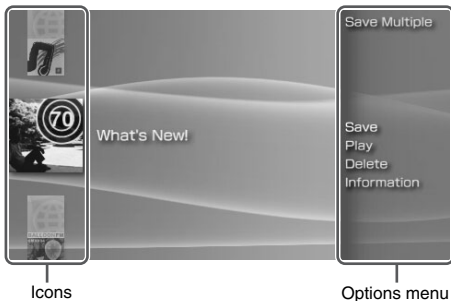 Save Multiple
70
What's New!
Save
Play
Delete
Information
Icons
Options menu